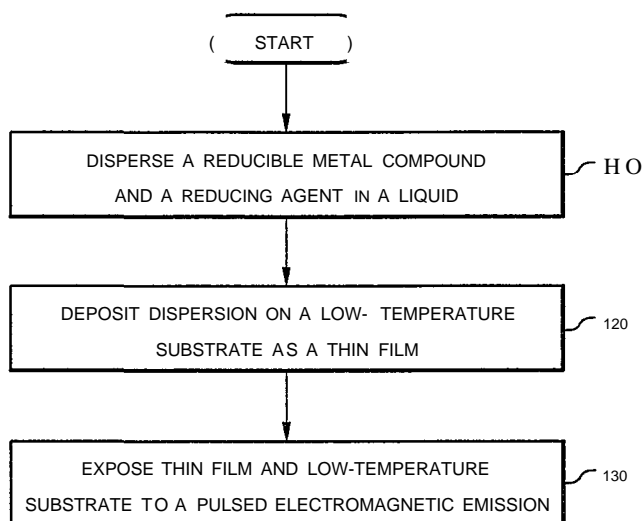 ( START )
DISPERSE A REDUCIBLE METAL COMPOUND
AND A REDUCING AGENT IN A LIQUID
HO
DEPOSIT DISPERSION ON A LOW- TEMPERATURE
SUBSTRATE AS A THIN FILM
120
EXPOSE THIN FILM AND LOW-TEMPERATURE
SUBSTRATE TO A PULSED ELECTROMAGNETIC EMISSION
130